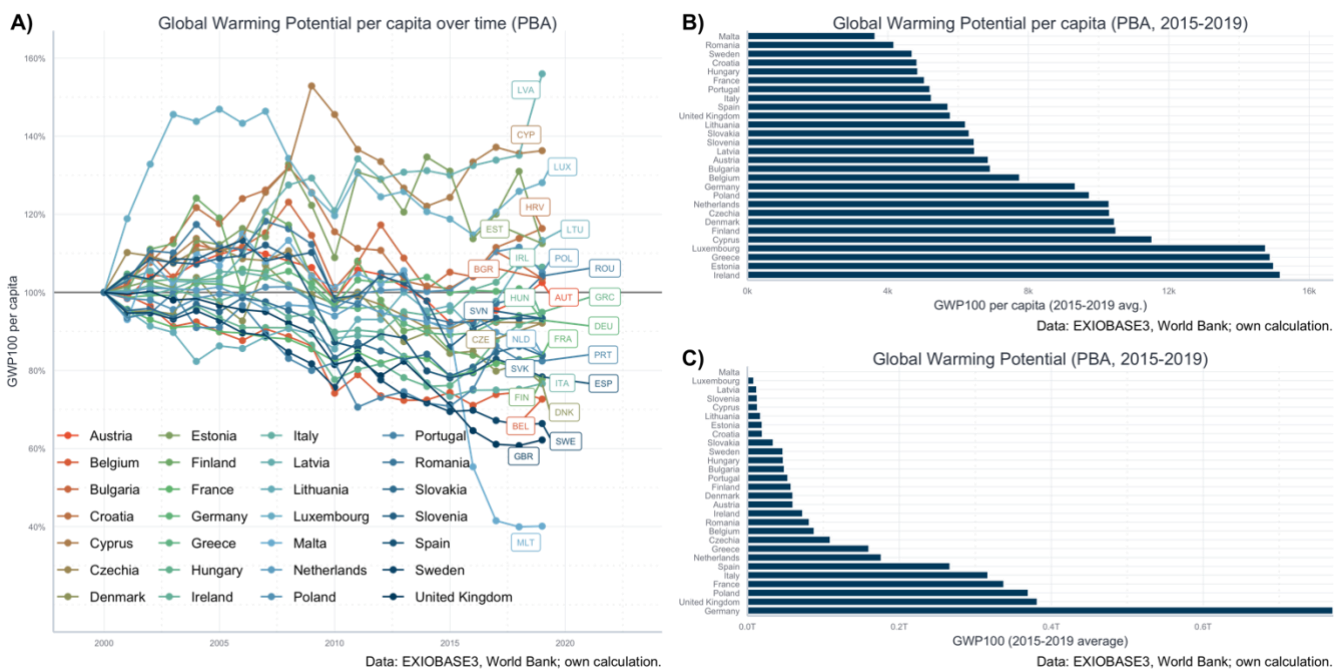 A)
Global Warming Potential per capita over time (PBA)
GWP100 per capita
160%
140%
120%
100%
80%
60%
40%
LVA
CYP
LUX
HRV
EST
LTU
IRL
POL
BGR
ROU
HUN
AUT
GRC
SVN
DEU
CZE
NLD
FRA
PRT
SVK
ITA
ESP
FIN
DNK
BEL
SWE
GBR
MLT
Austria
Belgium
Bulgaria
Croatia
Cyprus
Czechia
Denmark
Estonia
Finland
France
Germany
Greece
Hungary
Ireland
Italy
Latvia
Lithuania
Luxembourg
Malta
Netherlands
Poland
Portugal
Romania
Slovakia
Slovenia
Spain
Sweden
United Kingdom
2000
2005
2010
2015
2020
Data: EXIOBASE3, World Bank; own calculation.
B)
Global Warming Potential per capita (PBA, 2015-2019)
Malta
Romania
Sweden
Croatia
Hungary
France
Portugal
Italy
Spain
United Kingdom
Lithuania
Slovakia
Slovenia
Latvia
Austria
Bulgaria
Belgium
Germany
Poland
Netherlands
Czechia
Denmark
Finland
Cyprus
Luxembourg
Greece
Estonia
Ireland
0k
4k
8k
12k
16k
GWP100 per capita (2015-2019 avg.)
Data: EXIOBASE3, World Bank; own calculation.
C)
Global Warming Potential (PBA, 2015-2019)
Malta
Luxembourg
Latvia
Slovenia
Cyprus
Lithuania
Estonia
Croatia
Slovakia
Sweden
Hungary
Bulgaria
Portugal
Finland
Denmark
Austria
Ireland
Romania
Belgium
Czechia
Greece
Netherlands
Spain
Italy
France
Poland
United Kingdom
Germany
0.0T
0.2T
0.4T
0.6T
GWP100 (2015-2019 average)
Data: EXIOBASE3, World Bank; own calculation.